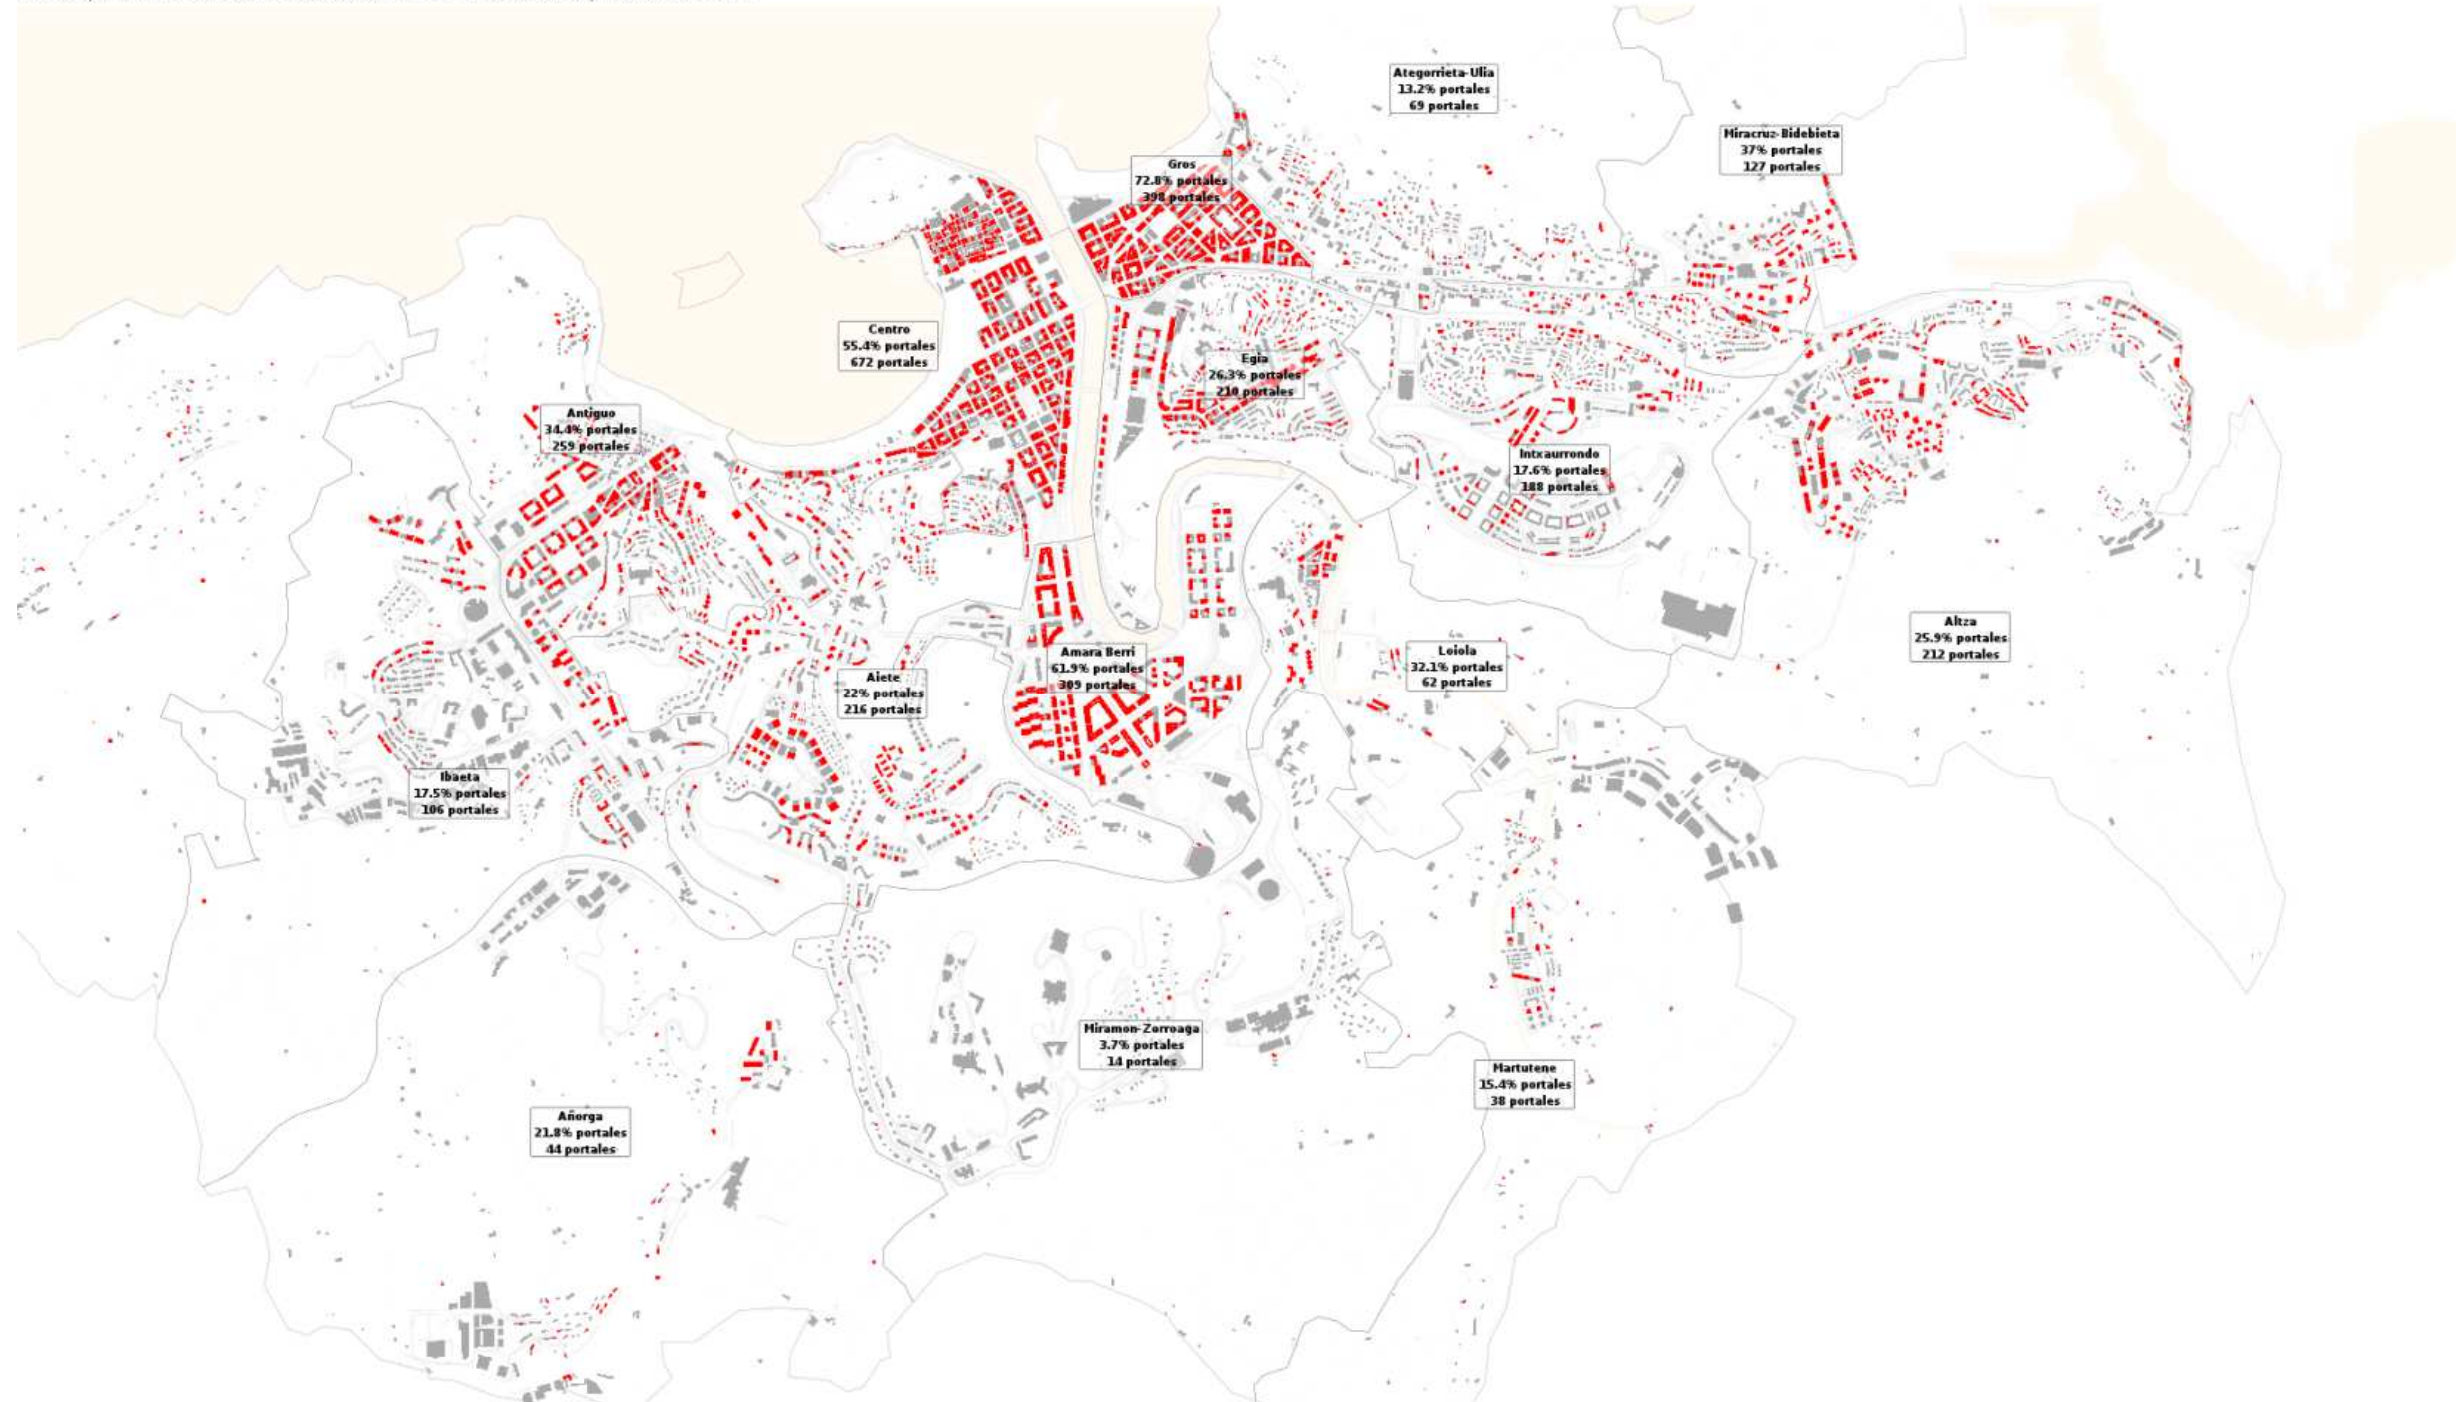 Ategorrieta-Ulia
13.2% portales
69 portales
Miracruz-Bidebieta
37% portales
127 portales
Gros
72.8% portales
398 portales
Centro
55.4% portales
672 portales
Egia
26.3% portales
210 portales
Antiguo
34.4% portales
259 portales
Intxaurrondo
17.6% portales
188 portales
Altza
25.9% portales
212 portales
Loiola
32.1% portales
62 portales
Amara Berri
61.9% portales
309 portales
Aiete
22% portales
216 portales
Ibaeta
17.5% portales
106 portales
Miramon-Zorroaga
3.7% portales
14 portales
Martutene
15.4% portales
38 portales
Añorga
21.8% portales
44 portales